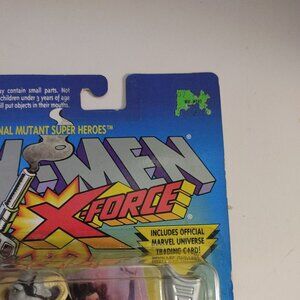 y contain small parts. Not
children under 3 years of age
ll put objects in their mouths.
NAL MUTANT SUPER HEROES™
X-MEN
X-FORCE
INCLUDES OFFICIAL
MARVEL UNIVERSE
TRADING CARD!